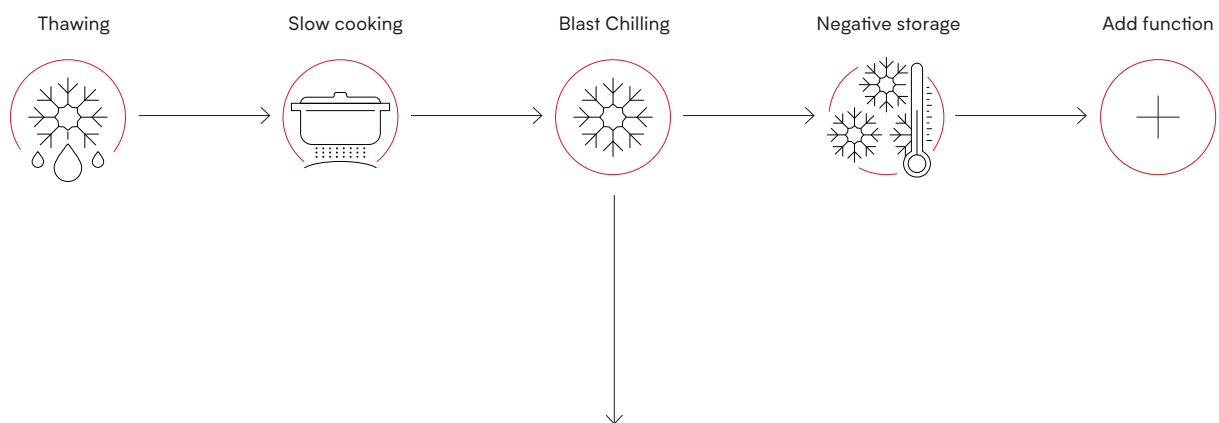 Thawing
Slow cooking
Blast Chilling
Negative storage
Add function